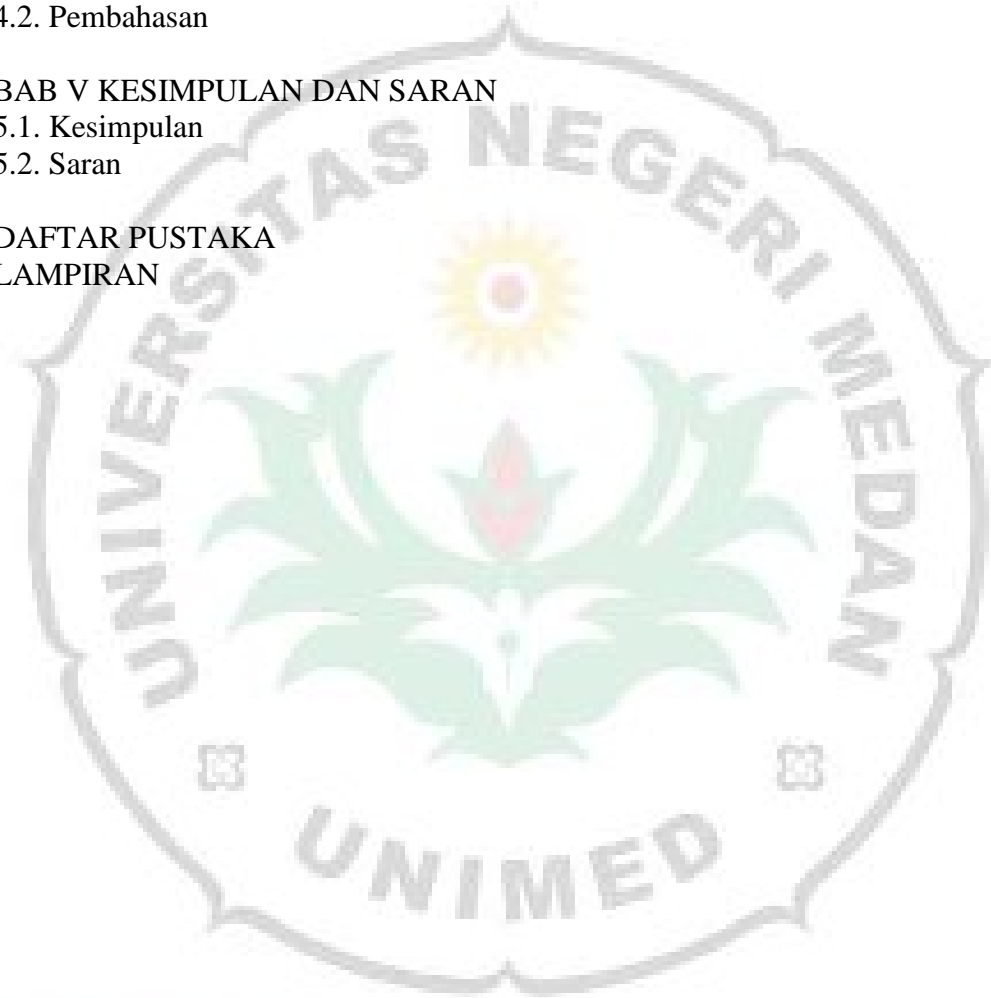 4.2. Pembahasan
BAB V KESIMPULAN DAN SARAN
5.1. Kesimpulan
5.2. Saran
DAFTAR PUSTAKA
LAMPIRAN
UNIVERSITAS NEGERI MEDAN
UNIMED